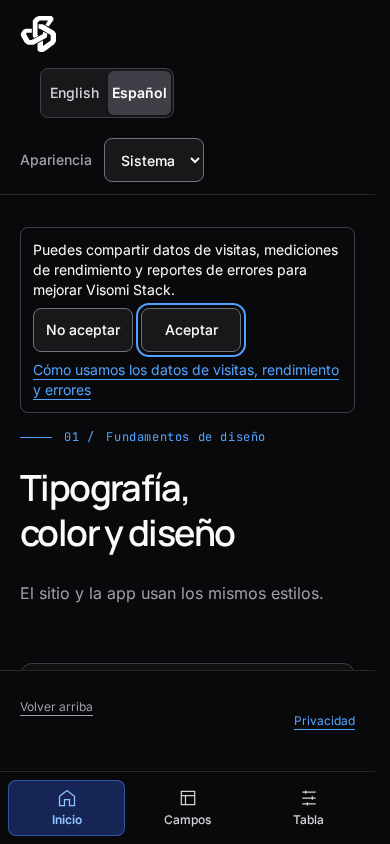 English Español
Apariencia Sistema
Puedes compartir datos de visitas, mediciones
de rendimiento y reportes de errores para
mejorar Visomi Stack.
No aceptar Aceptar
Cómo usamos los datos de visitas, rendimiento
y errores
01 / Fundamentos de diseño
Tipografía,
color y diseño
El sitio y la app usan los mismos estilos.
Volver arriba
Privacidad
Inicio Campos Tabla